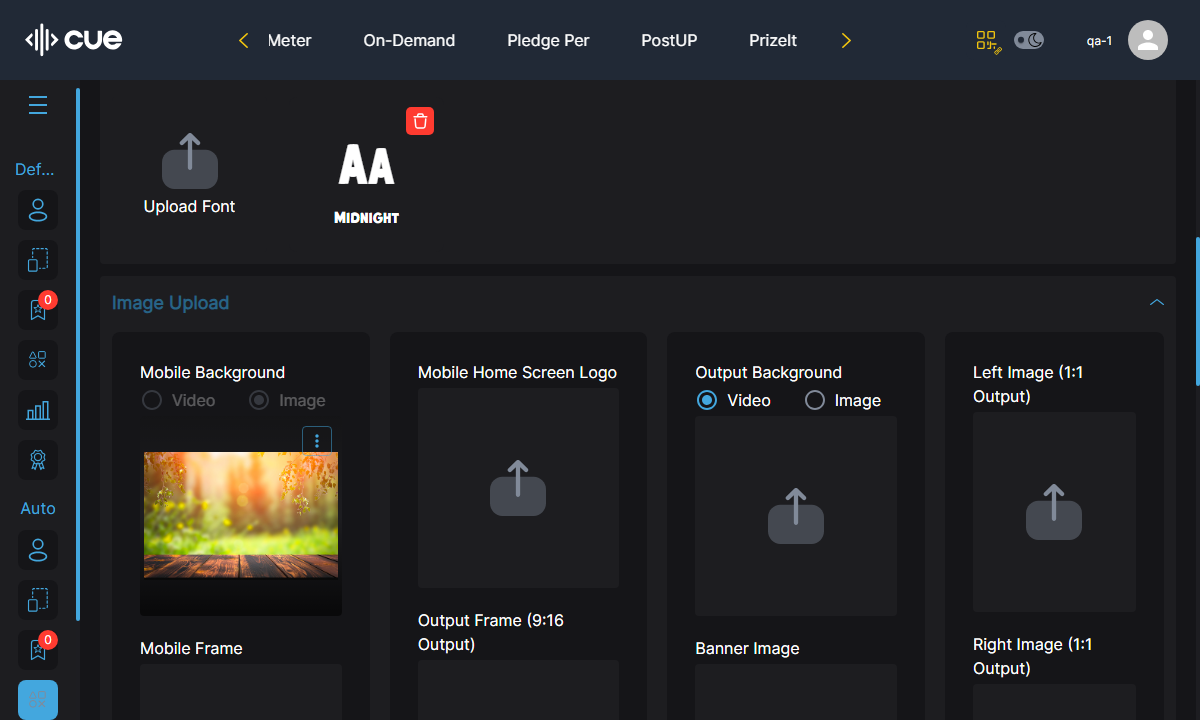 cue
Meter
On-Demand
Pledge Per
PostUP
PrizeIt
qa-1
Def...
0
Auto
0
Upload Font
AA
Midnight
Image Upload
Mobile Background
Video
Image
Mobile Frame
Mobile Home Screen Logo
Output Frame (9:16
Output)
Output Background
Video
Image
Banner Image
Left Image (1:1
Output)
Right Image (1:1
Output)